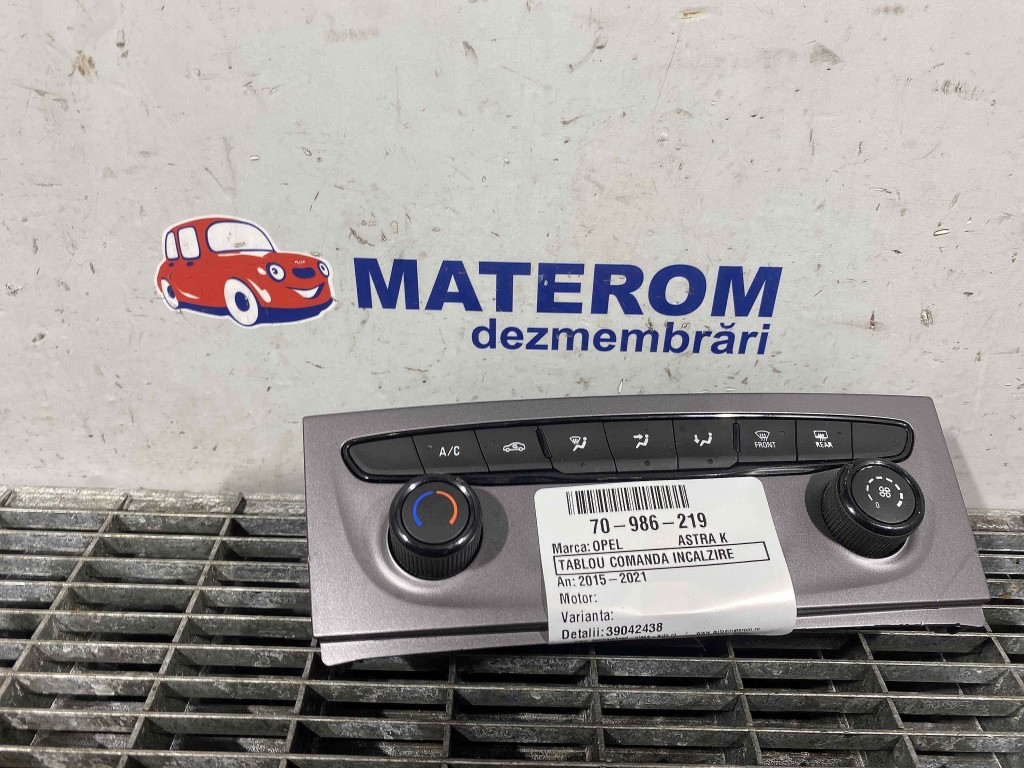 MATEROM
dezmembrări
A/C
FRONT
REAR
0
70-986-219
Marca: OPEL ASTRA K
TABLOU COMANDA INCALZIRE
An: 2015-2021
Motor:
Varianta:
Detalii: 39042438